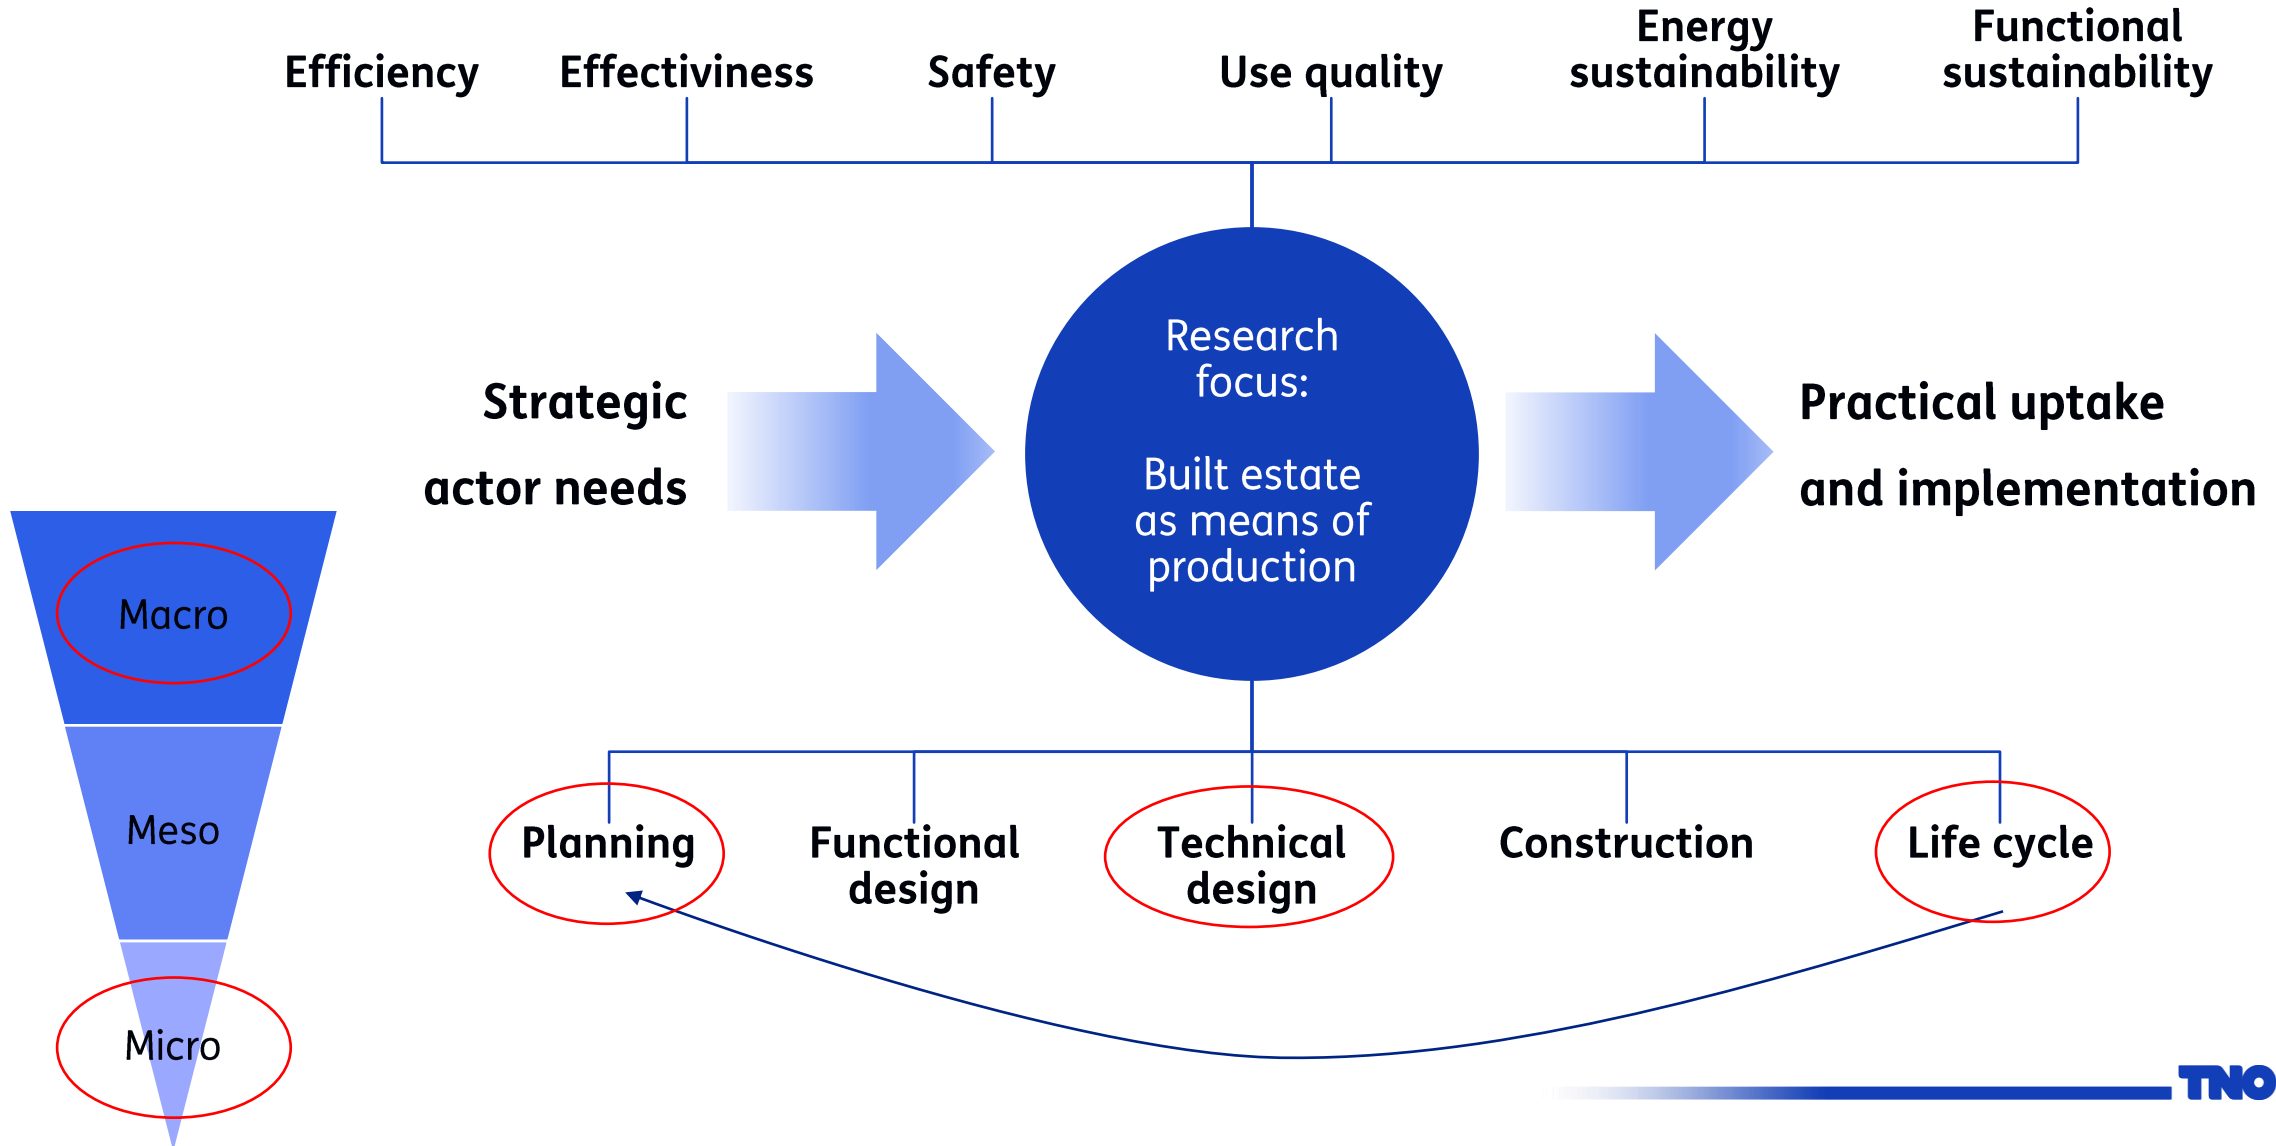 Efficiency
Effectiviness
Safety
Use quality
Energy
sustainability
Functional
sustainability
Strategic
actor needs
Research
focus:
Built estate
as means of
production
Practical uptake
and implementation
Macro
Meso
Micro
Planning
Functional
design
Technical
design
Construction
Life cycle
TNO